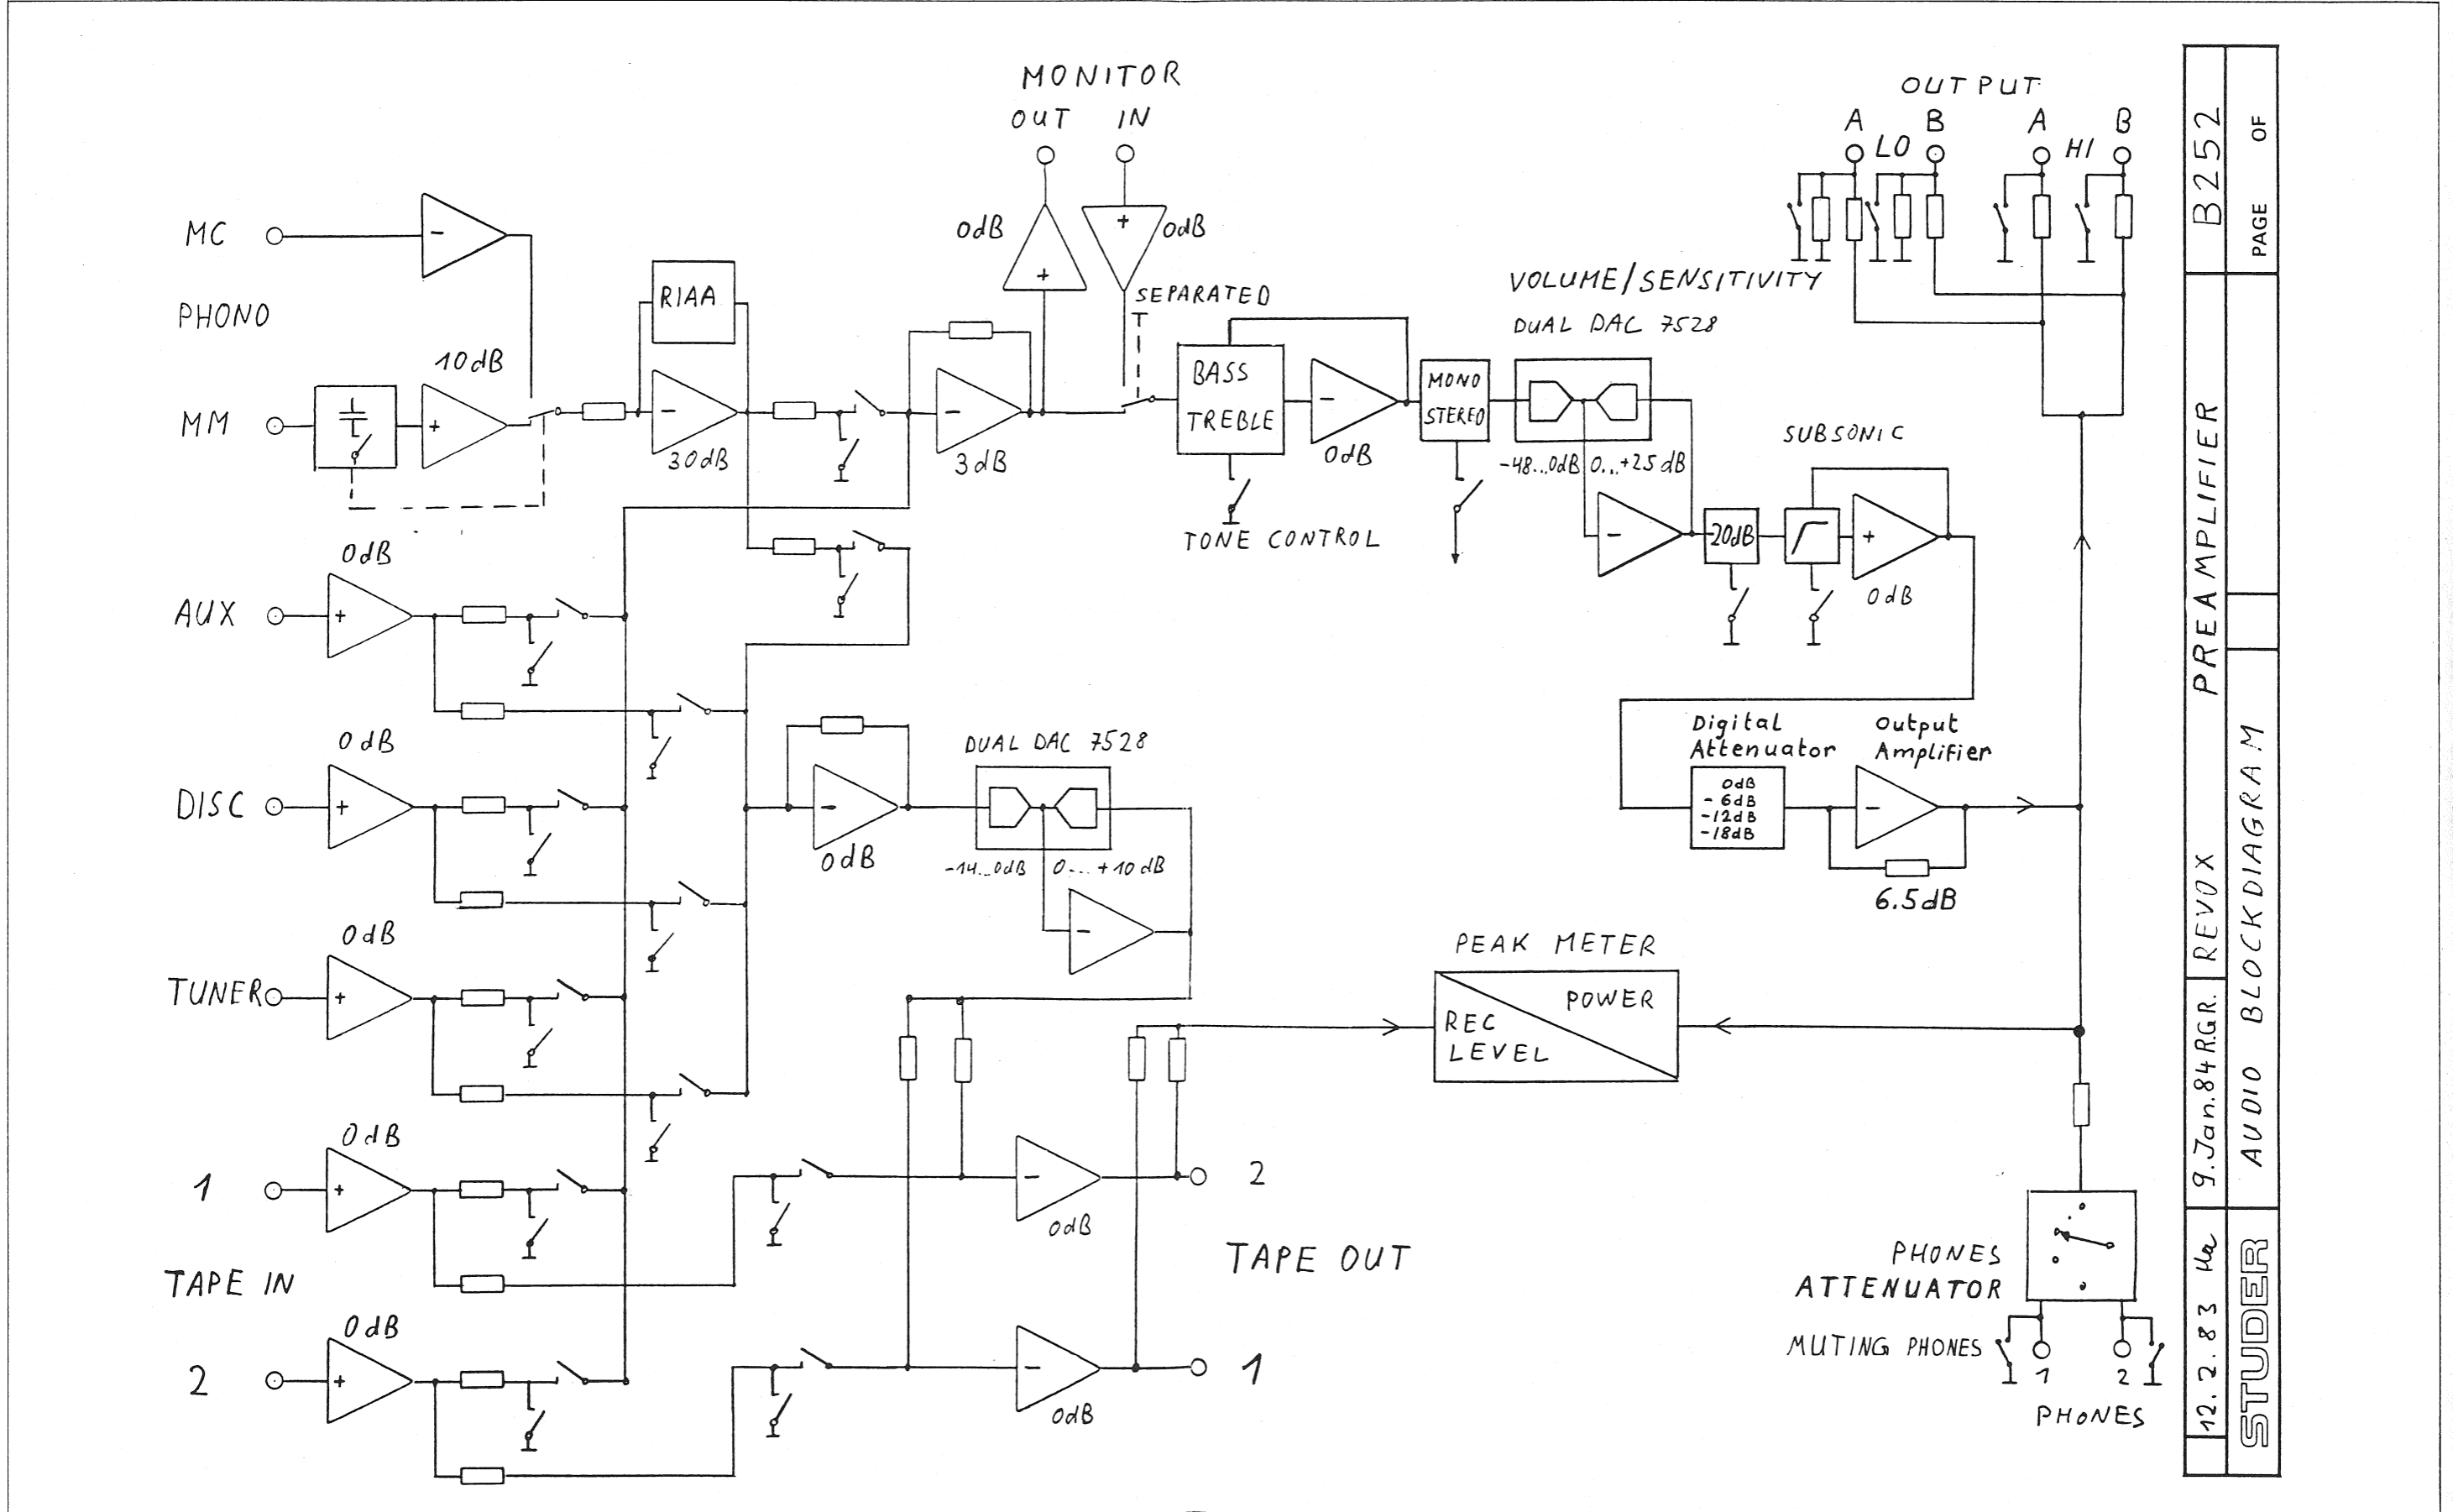 MONITOR
OUT IN
OUTPUT
A LO B A HI B
MC
0dB 0dB
PHONO
RIAA
SEPARATED
VOLUME/SENSITIVITY
DUAL DAC 7528
10dB
MM
30dB
3dB
BASS
TREBLE
0dB
MONO
STEREO
-48...0dB 0...+25dB
SUBSONIC
TONE CONTROL
-20dB
0dB
AUX
0dB
DISC
0dB
DUAL DAC 7528
0dB
-14...0dB 0...+10dB
Digital
Attenuator
Output
Amplifier
0dB
-6dB
-12dB
-18dB
6.5dB
TUNER
0dB
PEAK METER
REC
LEVEL
POWER
1
0dB
TAPE IN
2
0dB
2
0dB
TAPE OUT
1
0dB
PHONES
ATTENUATOR
MUTING PHONES
1 2
PHONES
12.2.83 9.Jan.84 R.GR. REVOX PREAMPLIFIER B252
STUDER AUDIO BLOCKDIAGRAM PAGE OF